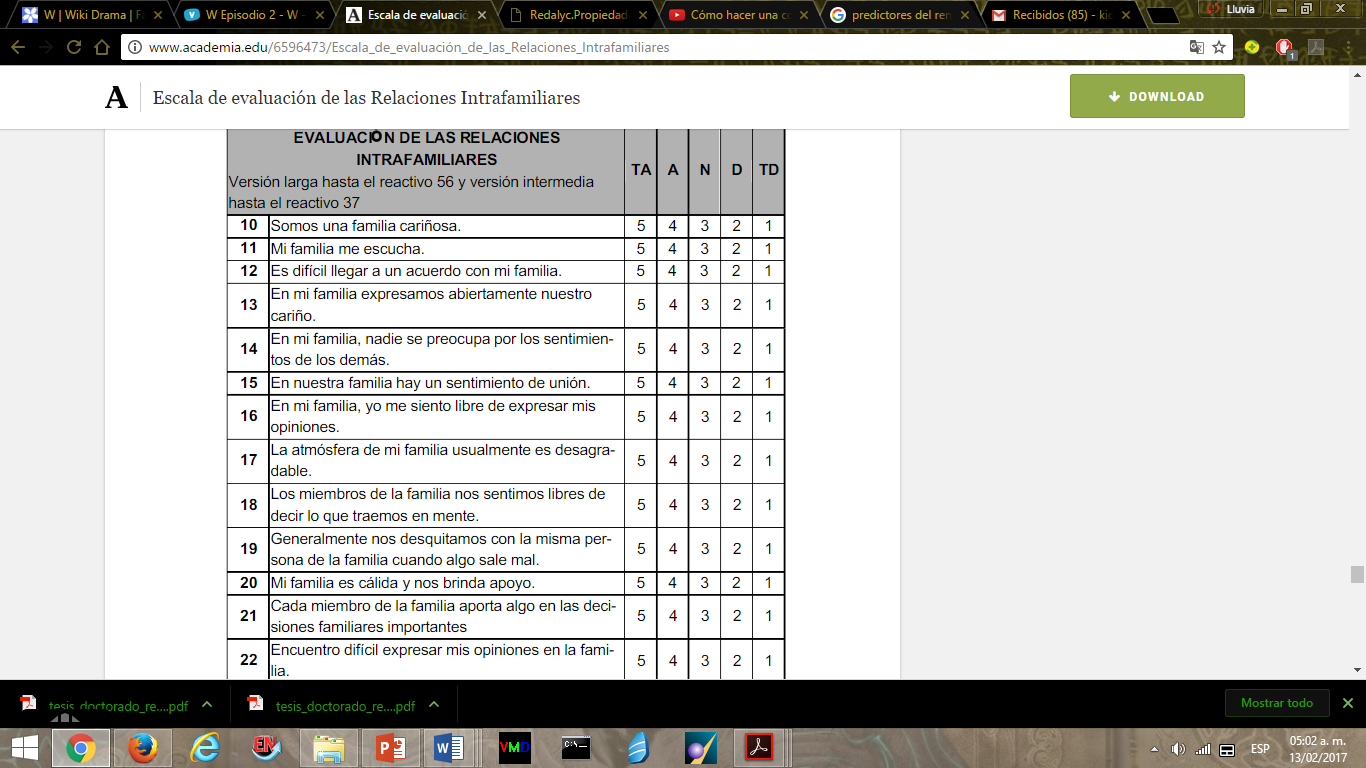 W | Wiki Drama | F
W Episodio 2 - W -
Escala de evaluació
Redalyc.Propiedad
Cómo hacer una co
predictores del ren
Recibidos (85) - kic
Lluvia
www.academia.edu/6596473/Escala_de_evaluación_de_las_Relaciones_Intrafamiliares
1
A Escala de evaluación de las Relaciones Intrafamiliares
DOWNLOAD
EVALUACIÓN DE LAS RELACIONES
INTRAFAMILIARES
Versión larga hasta el reactivo 56 y versión intermedia
hasta el reactivo 37
TA A N D TD
10 Somos una familia cariñosa. 5 4 3 2 1
11 Mi familia me escucha. 5 4 3 2 1
12 Es difícil llegar a un acuerdo con mi familia. 5 4 3 2 1
13 En mi familia expresamos abiertamente nuestro
cariño. 5 4 3 2 1
14 En mi familia, nadie se preocupa por los sentimien-
tos de los demás. 5 4 3 2 1
15 En nuestra familia hay un sentimiento de unión. 5 4 3 2 1
16 En mi familia, yo me siento libre de expresar mis
opiniones. 5 4 3 2 1
17 La atmósfera de mi familia usualmente es desagra-
dable. 5 4 3 2 1
18 Los miembros de la familia nos sentimos libres de
decir lo que traemos en mente. 5 4 3 2 1
19 Generalmente nos desquitamos con la misma per-
sona de la familia cuando algo sale mal. 5 4 3 2 1
20 Mi familia es cálida y nos brinda apoyo. 5 4 3 2 1
21 Cada miembro de la familia aporta algo en las deci-
siones familiares importantes 5 4 3 2 1
22 Encuentro difícil expresar mis opiniones en la fami-
lia. 5 4 3 2 1
tesis_doctorado_re....pdf
tesis_doctorado_re....pdf
Mostrar todo
VMD
ESP
05:02 a. m.
13/02/2017